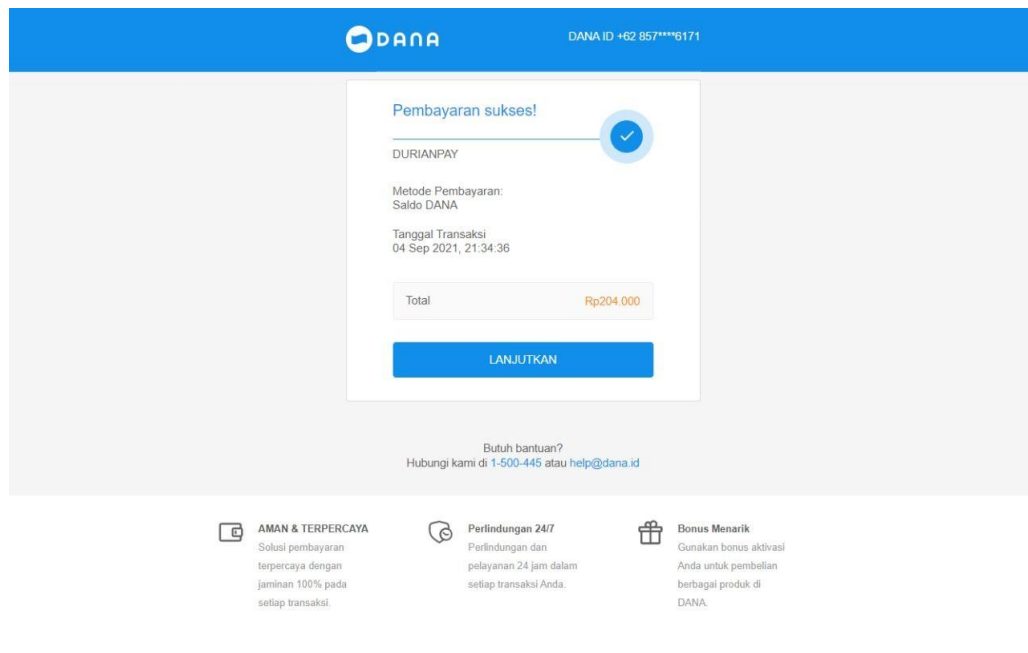 DANA
DANA ID +62 857****6171
Pembayaran sukses!
DURIANPAY
Metode Pembayaran:
Saldo DANA
Tanggal Transaksi
04 Sep 2021, 21:34:36
Total Rp204.000
LANJUTKAN
Butuh bantuan?
Hubungi kami di 1-500-445 atau help@dana.id
AMAN & TERPERCAYA
Solusi pembayaran
terpercaya dengan
jaminan 100% pada
setiap transaksi.
Perlindungan 24/7
Perlindungan dan
pelayanan 24 jam dalam
setiap transaksi Anda.
Bonus Menarik
Gunakan bonus aktivasi
Anda untuk pembelian
berbagai produk di
DANA.